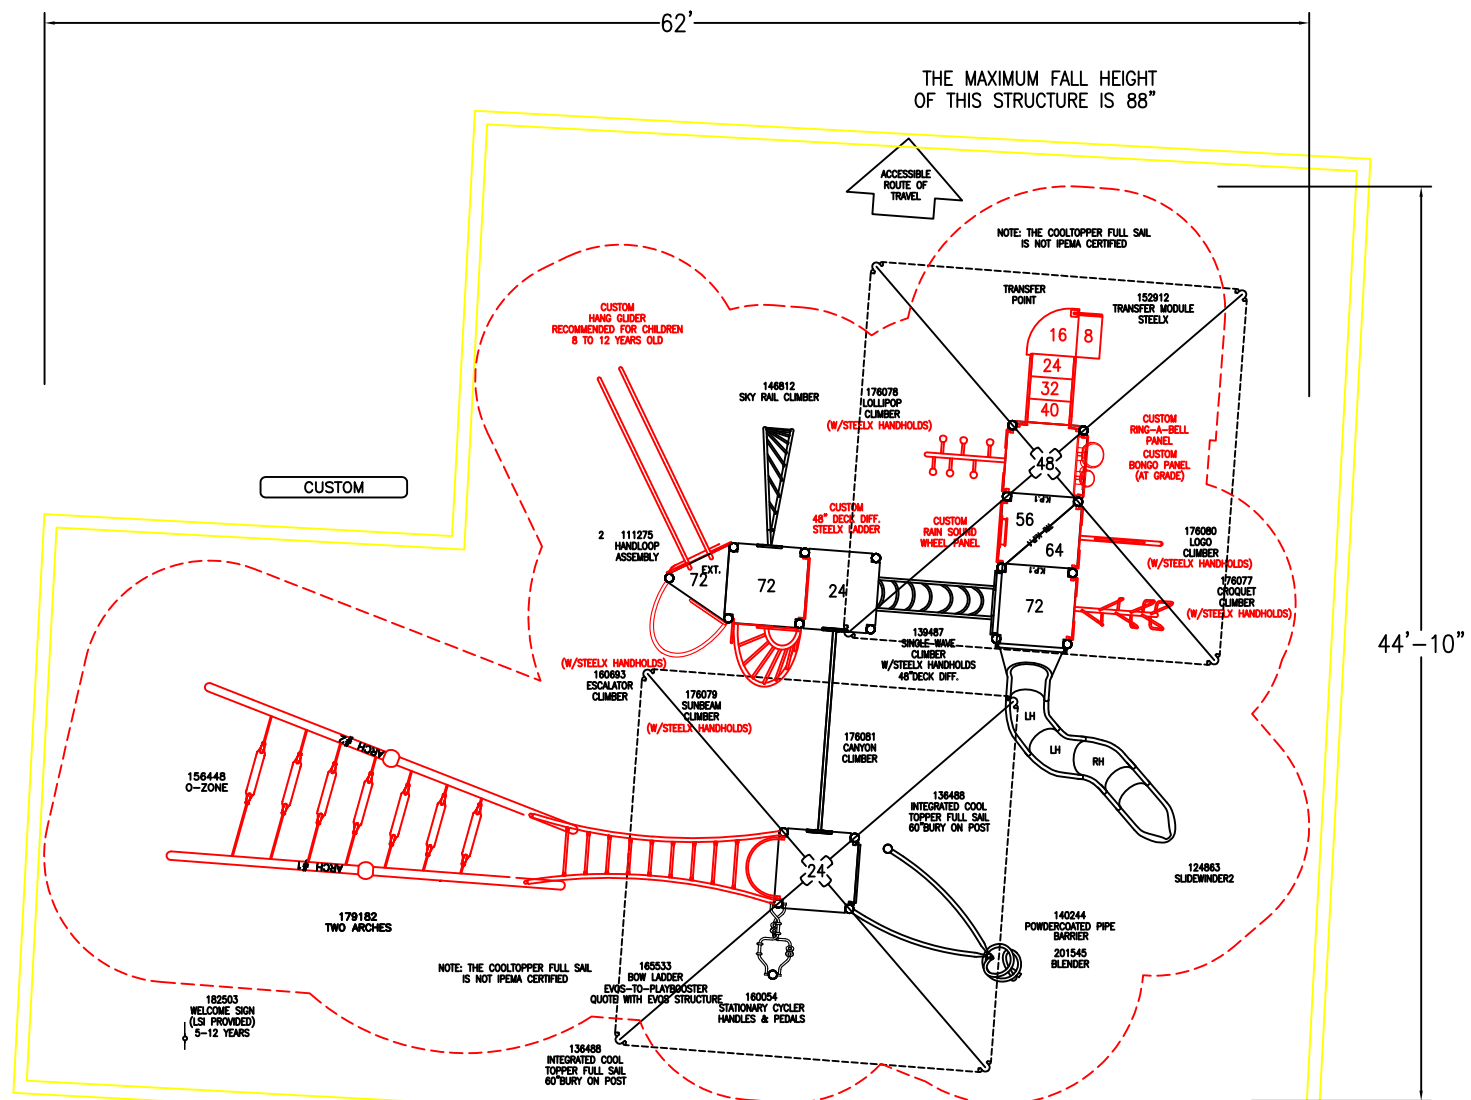 62'
THE MAXIMUM FALL HEIGHT
OF THIS STRUCTURE IS 88"
ACCESSIBLE
ROUTE OF
TRAVEL
NOTE: THE COOLTOPPER FULL SAIL
IS NOT IPEMA CERTIFIED
TRANSFER
POINT
152912
TRANSFER MODULE
STEELX
CUSTOM
HANG GLIDER
RECOMMENDED FOR CHILDREN
8 TO 12 YEARS OLD
16
8
24
32
40
146812
SKY RAIL CLIMBER
176078
LOLLIPOP
CLIMBER
(W/STEELX HANDHOLDS)
CUSTOM
RING-A-BELL
PANEL
CUSTOM
BONGO PANEL
(AT GRADE)
48
CUSTOM
K.P.1
CUSTOM
48" DECK DIFF.
STEELX LADDER
CUSTOM
RAIN SOUND
WHEEL PANEL
56
64
2 111275
HANDLOOP
ASSEMBLY
176080
LOGO
CLIMBER
(W/STEELX HANDHOLDS)
K.P.1
72
EXT.
72
24
72
176077
CROQUET
CLIMBER
(W/STEELX HANDHOLDS)
44'-10"
139487
SINGLE-WAVE
CLIMBER
W/STEELX HANDHOLDS
48"DECK DIFF.
(W/STEELX HANDHOLDS)
160693
ESCALATOR
CLIMBER
176079
SUNBEAM
CLIMBER
(W/STEELX HANDHOLDS)
176081
CANYON
CLIMBER
LH
LH
RH
ARCH #2
156448
O-ZONE
136488
INTEGRATED COOL
TOPPER FULL SAIL
60"BURY ON POST
ARCH #1
24
124863
SLIDEWINDER2
179182
TWO ARCHES
140244
POWDERCOATED PIPE
BARRIER
201545
BLENDER
NOTE: THE COOLTOPPER FULL SAIL
IS NOT IPEMA CERTIFIED
165533
BOW LADDER
EVOS-TO-PLAYBOOSTER
QUOTE WITH EVOS STRUCTURE
160054
STATIONARY CYCLER
HANDLES & PEDALS
182503
WELCOME SIGN
(LSI PROVIDED)
5-12 YEARS
136488
INTEGRATED COOL
TOPPER FULL SAIL
60"BURY ON POST